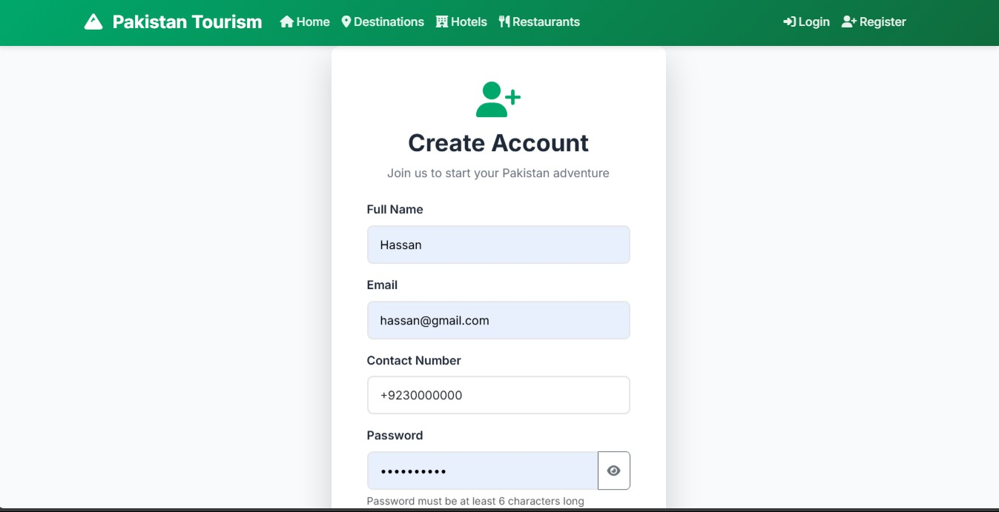 Pakistan Tourism Home Destinations Hotels Restaurants Login Register
Create Account
Join us to start your Pakistan adventure
Full Name
Hassan
Email
hassan@gmail.com
Contact Number
+9230000000
Password
••••••••••
Password must be at least 6 characters long